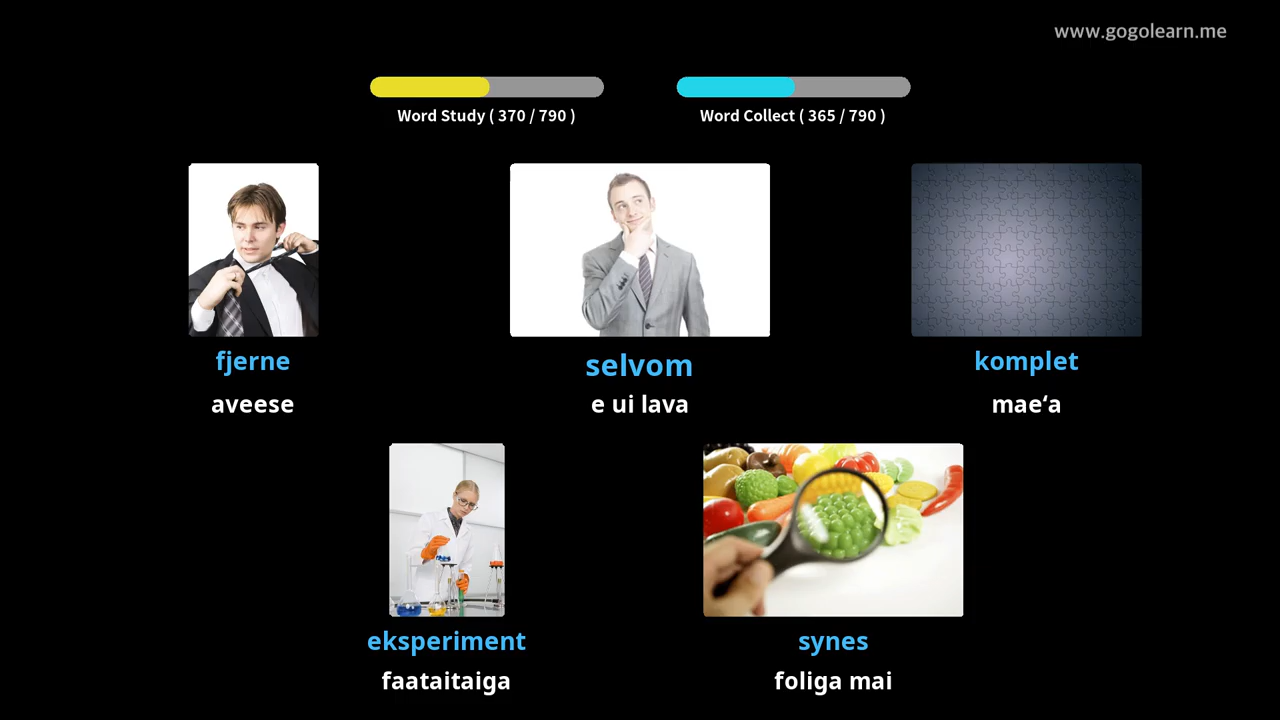 www.gogolearn.me
Word Study ( 370 / 790 )
Word Collect ( 365 / 790 )
fjerne
selvom
komplet
aveese
e ui lava
maeʻa
eksperiment
synes
faataitaiga
foliga mai